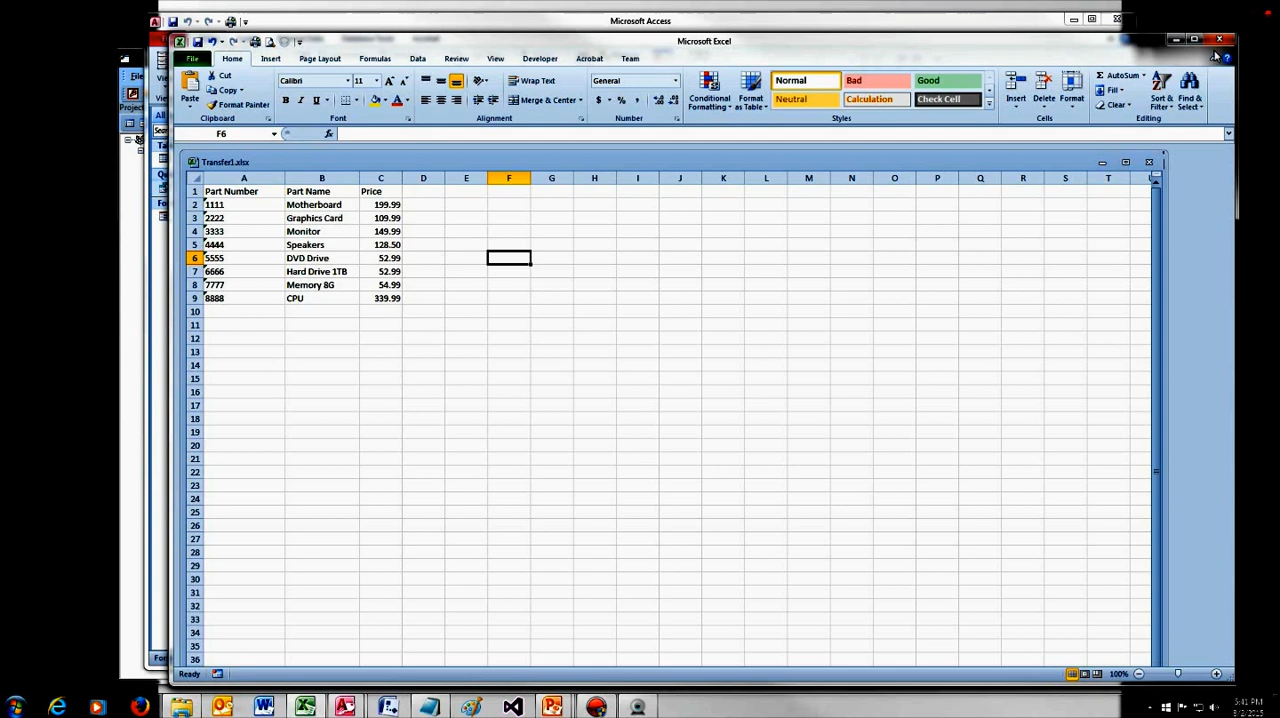 Microsoft Access
Microsoft Excel
File Home Insert Page Layout Formulas Data Review View Developer Acrobat Team
Paste
Cut
Copy
Format Painter
Clipboard
Calibri 11
B I U
Font
Wrap Text
Merge & Center
Alignment
General
$ % ,
Number
Conditional Formatting
Format as Table
Normal Bad Good
Neutral Calculation Check Cell
Styles
Insert Delete Format
Cells
Σ AutoSum
Fill
Clear
Sort & Filter
Find & Select
Editing
F6 fx
Transfer1.xlsx
A B C D E F G H I J K L M N O P Q R S T
1 Part Number Part Name Price
2 1111 Motherboard 199.99
3 2222 Graphics Card 109.99
4 3333 Monitor 149.99
5 4444 Speakers 128.50
6 5555 DVD Drive 52.99
7 6666 Hard Drive 1TB 52.99
8 7777 Memory 8G 54.99
9 8888 CPU 339.99
10
11
12
13
14
15
16
17
18
19
20
21
22
23
24
25
26
27
28
29
30
31
32
33
34
35
36
Ready 100%
5:41 PM
8/2/2015